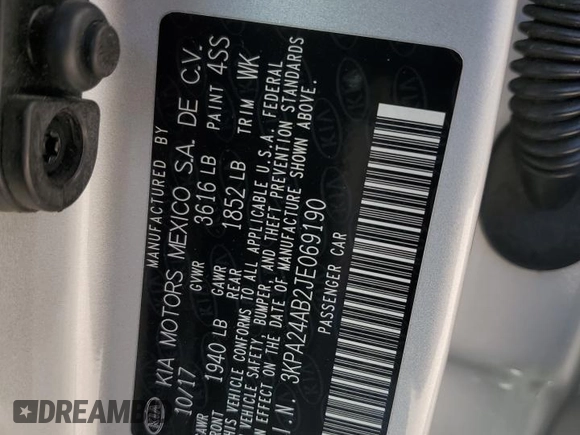 MANUFACTURED BY
KIA MOTORS MEXICO S.A. DE C.V.
10/17 GVWR 3616 LB PAINT 4SS
GAWR FRONT 1940 LB GAWR REAR 1852 LB TRIM WK
THIS VEHICLE CONFORMS TO ALL APPLICABLE U.S.A. FEDERAL
VEHICLE SAFETY, BUMPER, AND THEFT PREVENTION STANDARDS
IN EFFECT ON THE DATE OF MANUFACTURE SHOWN ABOVE.
V.I.N. 3KPA24AB2JE069190
PASSENGER CAR
DREAMBO